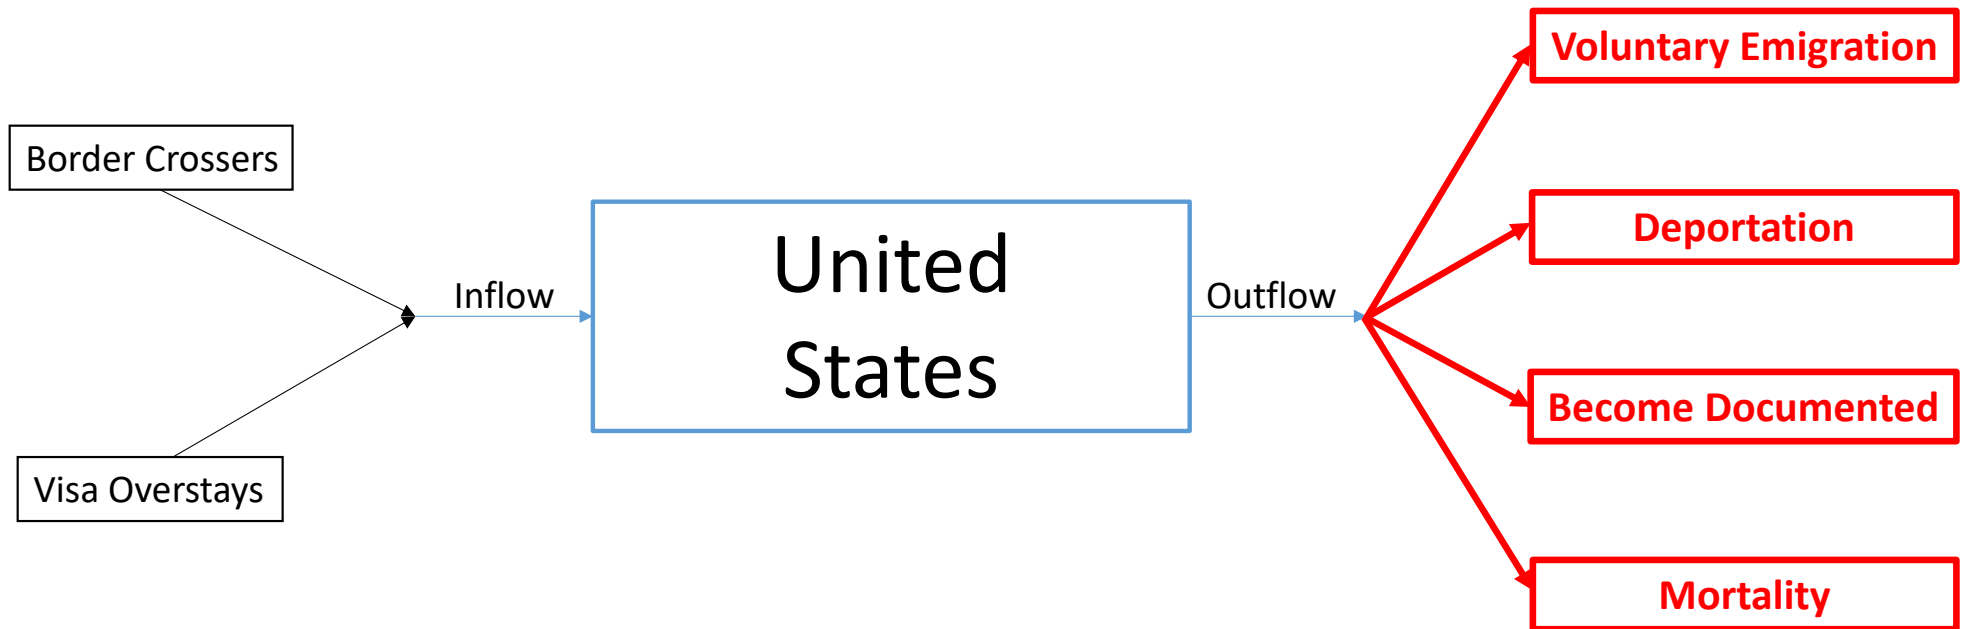 Border Crossers
Visa Overstays
Inflow
United
States
Outflow
Voluntary Emigration
Deportation
Become Documented
Mortality